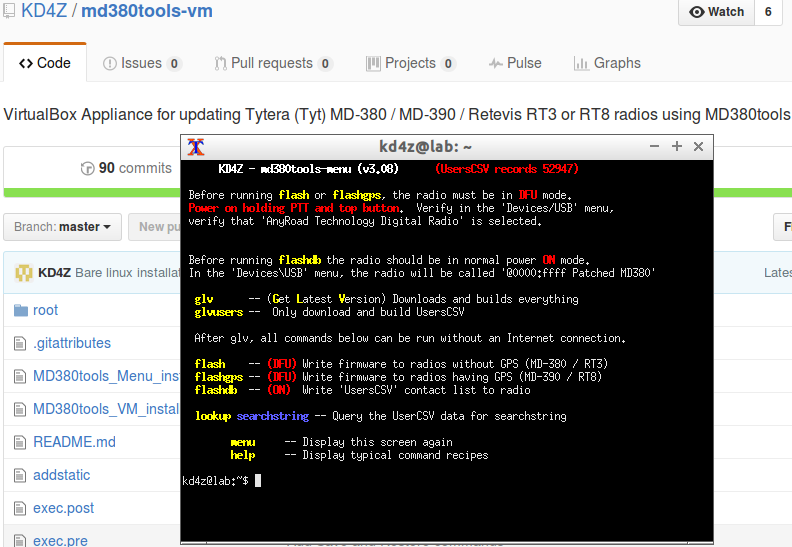 KD4Z / md380tools-vm
Watch 6
Code Issues 0 Pull requests 0 Projects 0 Pulse Graphs
VirtualBox Appliance for updating Tytera (Tyt) MD-380 / MD-390 / Retevis RT3 or RT8 radios using MD380tools
90 commits
Branch: master New pu
KD4Z Bare linux installa
Lates
root
.gitattributes
MD380tools_Menu_inst
MD380tools_VM_instal
README.md
addstatic
exec.post
exec.pre
kd4z@lab: ~
KD4Z - md380tools-menu (v3.08) (UsersCSV records 52947)
Before running flash or flashgps, the radio must be in DFU mode.
Power on holding PTT and top button. Verify in the 'Devices/USB' menu,
verify that 'AnyRoad Technology Digital Radio' is selected.
Before running flashdb the radio should be in normal power ON mode.
In the 'Devices\USB' menu, the radio will be called '@0000:ffff Patched MD380'
glv -- (Get Latest Version) Downloads and builds everything
glvusers -- Only download and build UsersCSV
After glv, all commands below can be run without an Internet connection.
flash -- (DFU) Write firmware to radios without GPS (MD-380 / RT3)
flashgps -- (DFU) Write firmware to radios having GPS (MD-390 / RT8)
flashdb -- (ON) Write 'UsersCSV' contact list to radio
lookup searchstring -- Query the UserCSV data for searchstring
menu -- Display this screen again
help -- Display typical command recipes
kd4z@lab:~$